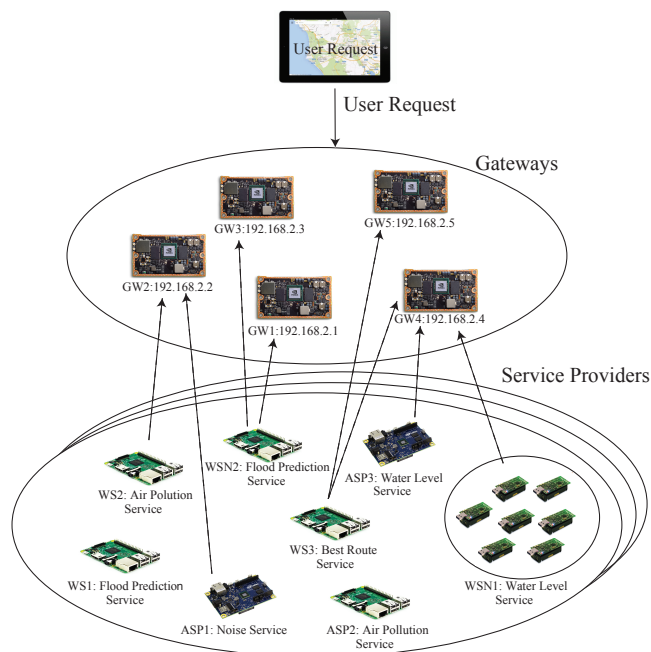 User Request
User Request
Gateways
GW3:192.168.2.3
GW5:192.168.2.5
GW2:192.168.2.2
GW1:192.168.2.1
GW4:192.168.2.4
Service Providers
WS2: Air Polution
Service
WSN2: Flood Prediction
Service
ASP3: Water Level
Service
WS1: Flood Prediction
Service
WS3: Best Route
Service
WSN1: Water Level
Service
ASP1: Noise Service
ASP2: Air Pollution
Service